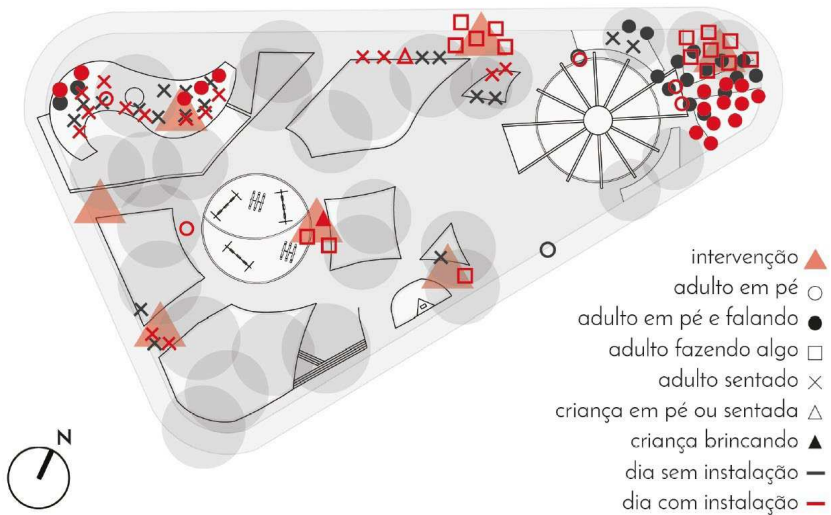 intervenção
adulto em pé
adulto em pé e falando
adulto fazendo algo
adulto sentado
criança em pé ou sentada
criança brincando
dia sem instalação
dia com instalação
N